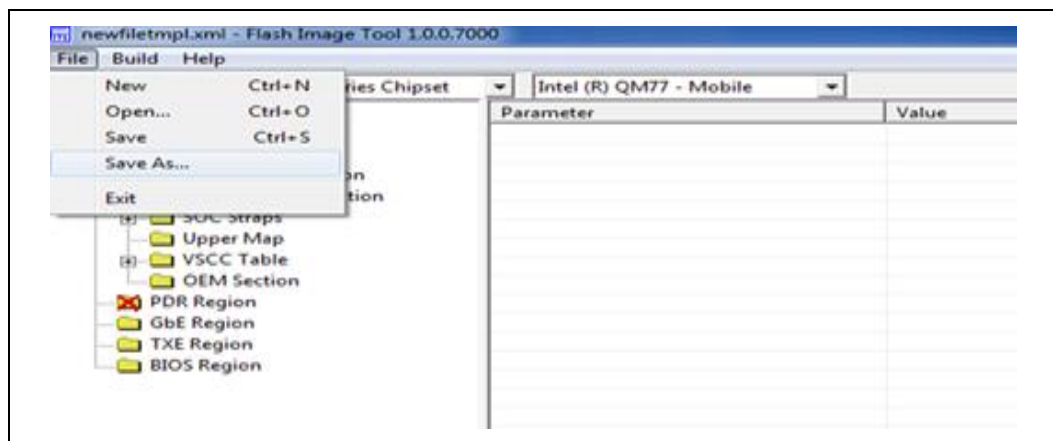 newfiletmpl.xml - Flash Image Tool 1.0.0.7000
File Build Help
New Ctrl+N
Open... Ctrl+O
Save Ctrl+S
Save As...
Exit
Chipset
Intel (R) QM77 - Mobile
Parameter Value
SOC Straps
Upper Map
VSCC Table
OEM Section
PDR Region
GbE Region
TXE Region
BIOS Region